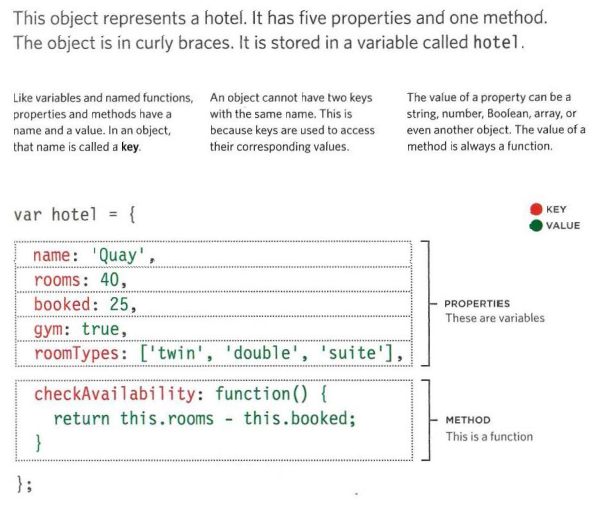 This object represents a hotel. It has five properties and one method.
The object is in curly braces. It is stored in a variable called hotel.
Like variables and named functions,
properties and methods have a
name and a value. In an object,
that name is called a key.
An object cannot have two keys
with the same name. This is
because keys are used to access
their corresponding values.
The value of a property can be a
string, number, Boolean, array, or
even another object. The value of a
method is always a function.
KEY
VALUE
var hotel = {
name: 'Quay',
rooms: 40,
booked: 25,
gym: true,
roomTypes: ['twin', 'double', 'suite'],
PROPERTIES
These are variables
checkAvailability: function() {
return this.rooms - this.booked;
}
METHOD
This is a function
};